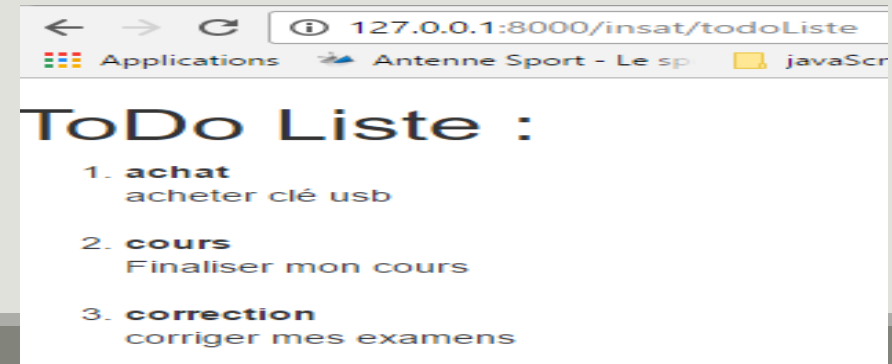 127.0.0.1:8000/insat/todoListe
Applications Antenne Sport - Le sp javaScr
ToDo Liste :
1. achat
acheter clé usb
2. cours
Finaliser mon cours
3. correction
corriger mes examens